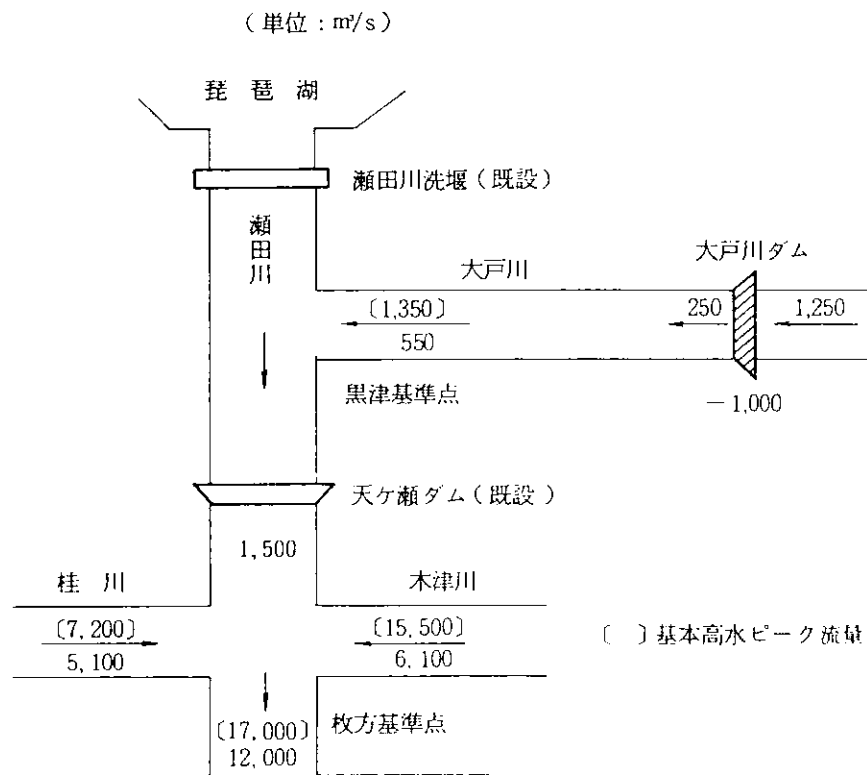 (単位：m³/s)
琵琶湖
瀬田川洗堰(既設)
瀬田川
大戸川
大戸川ダム
〔1,350〕
550
250
1,250
黒津基準点
−1,000
天ケ瀬ダム(既設)
1,500
桂川
木津川
〔7,200〕
5,100
〔15,500〕
6,100
〔　〕基本高水ピーク流量
枚方基準点
〔17,000〕
12,000